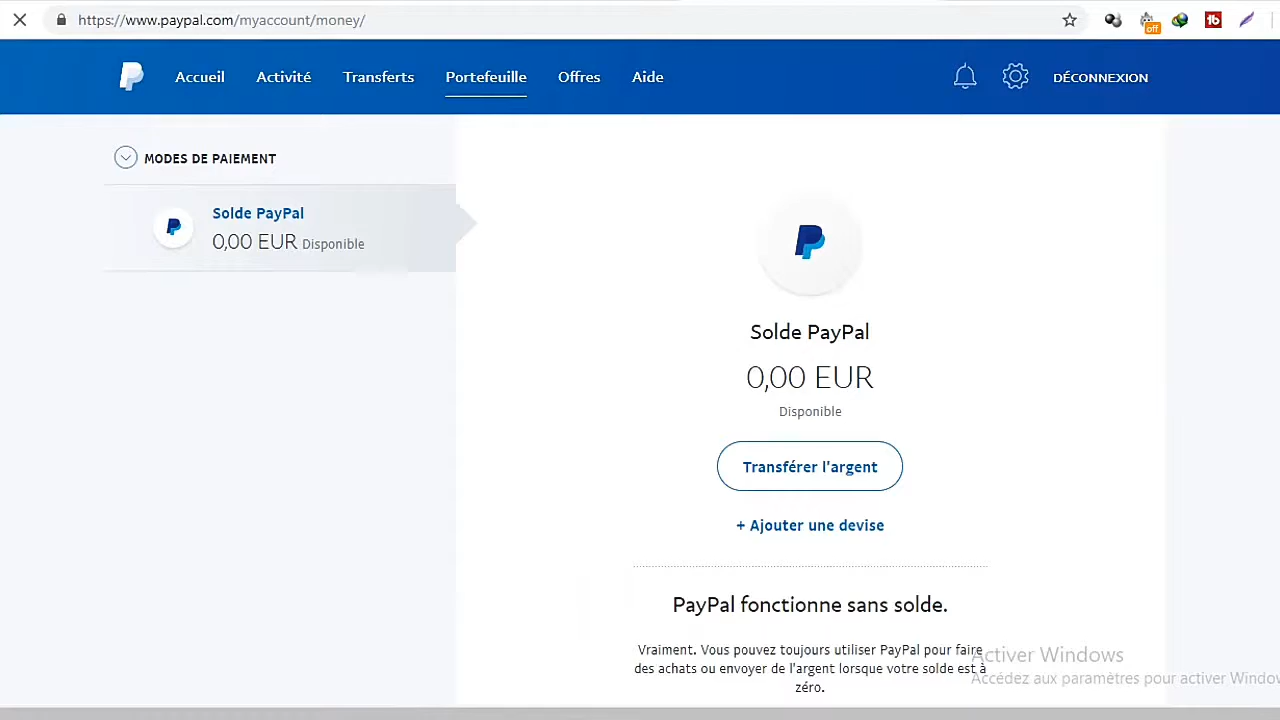 https://www.paypal.com/myaccount/money/
off
Accueil Activité Transferts Portefeuille Offres Aide DÉCONNEXION
MODES DE PAIEMENT
Solde PayPal
0,00 EUR Disponible
Solde PayPal
0,00 EUR
Disponible
Transférer l'argent
+ Ajouter une devise
PayPal fonctionne sans solde.
Vraiment. Vous pouvez toujours utiliser PayPal pour faire
des achats ou envoyer de l'argent lorsque votre solde est à
zéro.
Activer Windows
Accédez aux paramètres pour activer Window